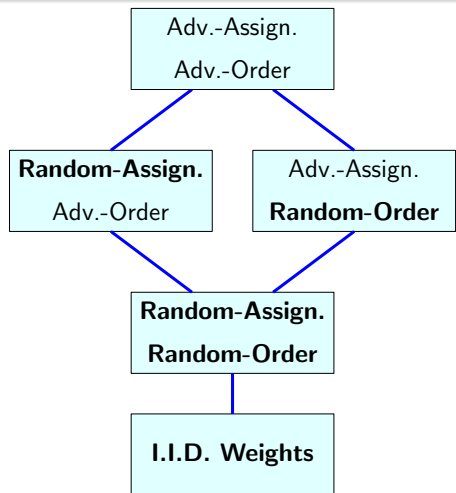 Adv.-Assign.
Adv.-Order
Random-Assign.
Adv.-Order
Adv.-Assign.
Random-Order
Random-Assign.
Random-Order
I.I.D. Weights